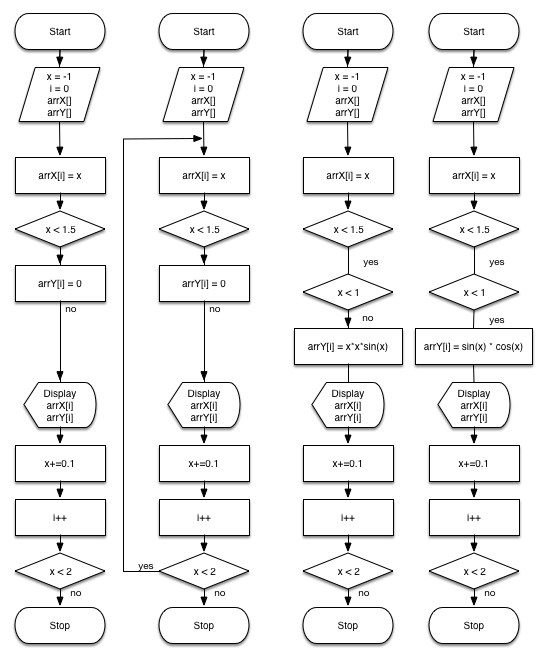 Start
x = -1
i = 0
arrX[]
arrY[]
arrX[i] = x
x < 1.5
arrY[i] = 0
no
Display
arrX[i]
arrY[i]
x+=0.1
i++
x < 2
no
Stop
Start
x = -1
i = 0
arrX[]
arrY[]
arrX[i] = x
x < 1.5
arrY[i] = 0
no
Display
arrX[i]
arrY[i]
x+=0.1
i++
yes
x < 2
no
Stop
Start
x = -1
i = 0
arrX[]
arrY[]
arrX[i] = x
x < 1.5
yes
x < 1
no
arrY[i] = x*x*sin(x)
Display
arrX[i]
arrY[i]
x+=0.1
i++
x < 2
no
Stop
Start
x = -1
i = 0
arrX[]
arrY[]
arrX[i] = x
x < 1.5
yes
x < 1
yes
arrY[i] = sin(x) * cos(x)
Display
arrX[i]
arrY[i]
x+=0.1
i++
x < 2
no
Stop